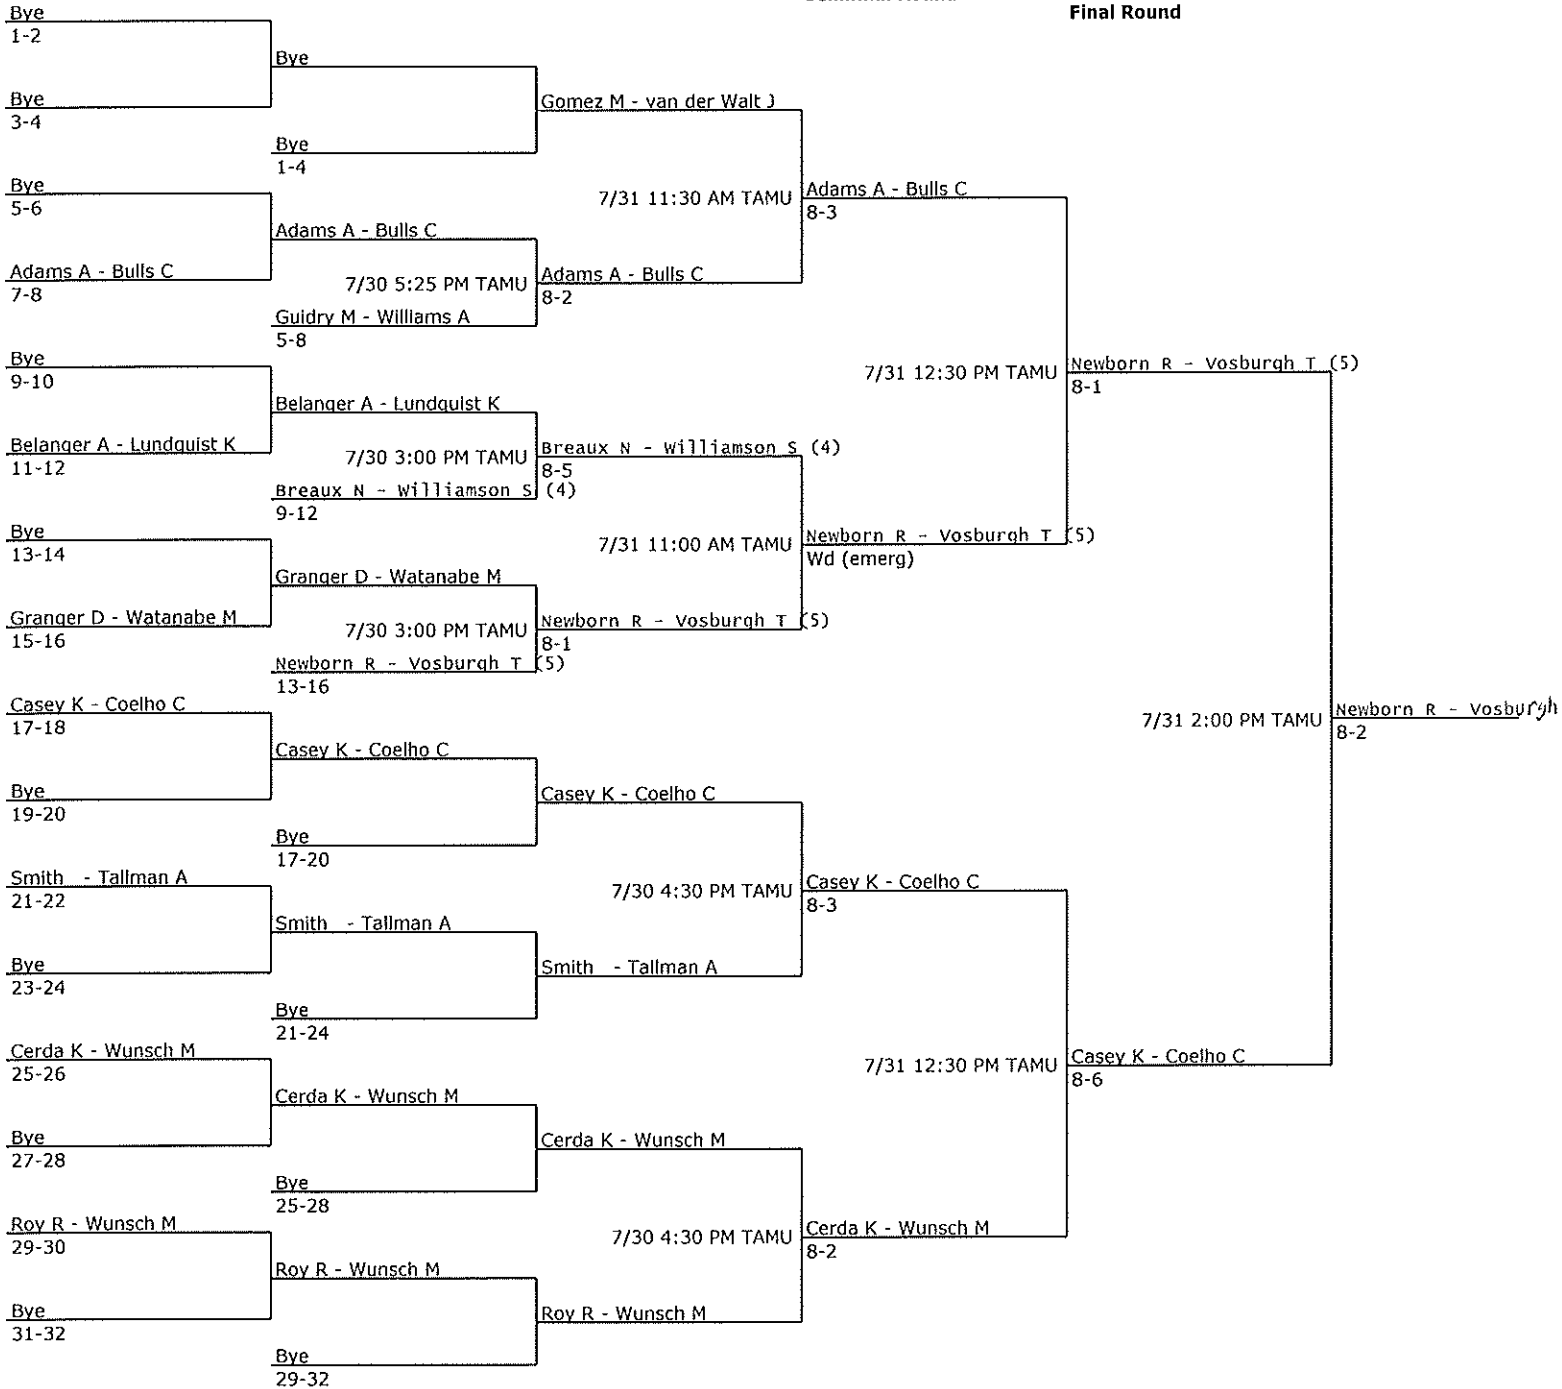 Final Round
Bye
1-2
Bye
Bye
3-4
Gomez M - van der Walt J
Bye
1-4
Bye
5-6
7/31 11:30 AM TAMU
Adams A - Bulls C
8-3
Adams A - Bulls C
Adams A - Bulls C
7-8
7/30 5:25 PM TAMU
Adams A - Bulls C
8-2
Guidry M - Williams A
5-8
Bye
9-10
7/31 12:30 PM TAMU
Newborn R - Vosburgh T (5)
8-1
Belanger A - Lundquist K
Belanger A - Lundquist K
11-12
7/30 3:00 PM TAMU
Breaux N - Williamson S (4)
8-5
Breaux N - Williamson S (4)
9-12
Bye
13-14
7/31 11:00 AM TAMU
Newborn R - Vosburgh T (5)
Wd (emerg)
Granger D - Watanabe M
Granger D - Watanabe M
15-16
7/30 3:00 PM TAMU
Newborn R - Vosburgh T (5)
8-1
Newborn R - Vosburgh T (5)
13-16
Casey K - Coelho C
17-18
7/31 2:00 PM TAMU
Newborn R - Vosburgh
8-2
Casey K - Coelho C
Bye
19-20
Casey K - Coelho C
Bye
17-20
Smith - Tallman A
21-22
7/30 4:30 PM TAMU
Casey K - Coelho C
8-3
Smith - Tallman A
Bye
23-24
Smith - Tallman A
Bye
21-24
Cerda K - Wunsch M
25-26
7/31 12:30 PM TAMU
Casey K - Coelho C
8-6
Cerda K - Wunsch M
Bye
27-28
Cerda K - Wunsch M
Bye
25-28
Roy R - Wunsch M
29-30
7/30 4:30 PM TAMU
Cerda K - Wunsch M
8-2
Roy R - Wunsch M
Bye
31-32
Roy R - Wunsch M
Bye
29-32